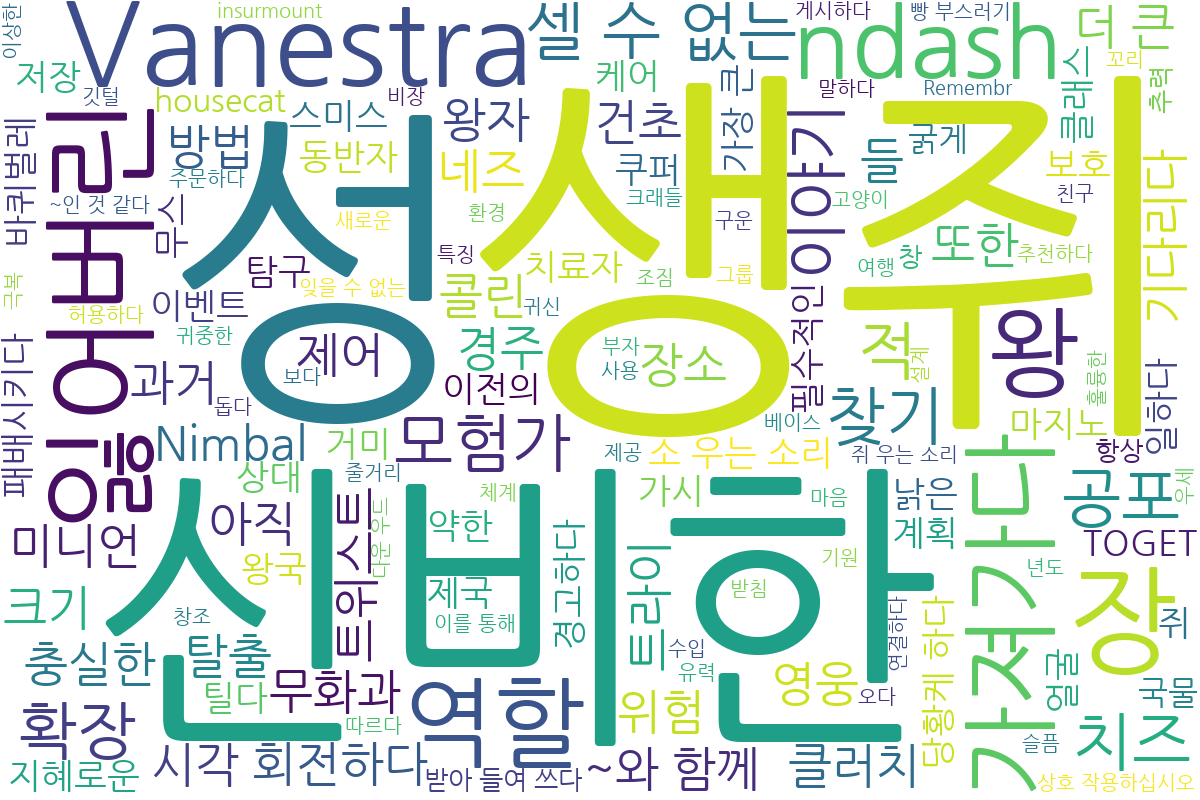 이상한
insurmount
Vanestra
셀 수 없는
ndash
게시하다
빵 부스러기
더 큰
저장
깃털
housecat
비장
케어
말하다
Remembr
꼬리
추력
바퀴벌레
잃어버린
방법
스미스
왕자
건초
가장 큰
클래스
주문하다
동반자
네즈
쿠퍼
이야기
들
굵게
보호
~인 것 같다
무스
크래들
고양이
친구
기다리다
성
생쥐
새로운
환경
구운
탐구
특징
치료자
창
또한
추천하다
극복
허용하다
이벤트
잊을 수 없는
콜린
귀신
조짐
그룹
여행
귀중한
제어
경주
부자
장소
필수적인
적
왕
훌륭한
패배시키다
과거
보다
이전의
사용
설계
일하다
돕다
베이스
찾기
마지노
Nimbal
거미
모험가
제공
소 우는 소리
쥐 우는 소리
항상
상대
줄거리
신비한
체계
가시
마음
낡은
가져가다
공포
우세
미니언
아직
트위스트
다운 우드
약한
계획
TOGET
왕국
제국
경고하다
트라이
기원
년도
크기
창조
이를 통해
받침
연결하다
당황케 하다
장
쥐
충실한
탈출
수입
유력
얼굴
국물
틸다
무화과
역할
위험
영웅
오다
확장
따르다
슬픔
치즈
지혜로운
시각
회전하다
받아 들여 쓰다
~와 함께
클러치
상호 작용하십시오